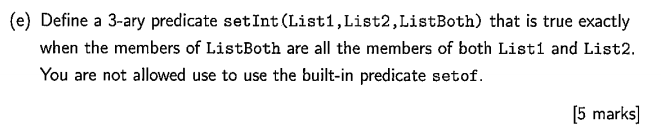 (e) Define a 3-ary predicate setInt(List1,List2,ListBoth) that is true exactly
when the members of ListBoth are all the members of both List1 and List2.
You are not allowed use to use the built-in predicate setof.
[5 marks]